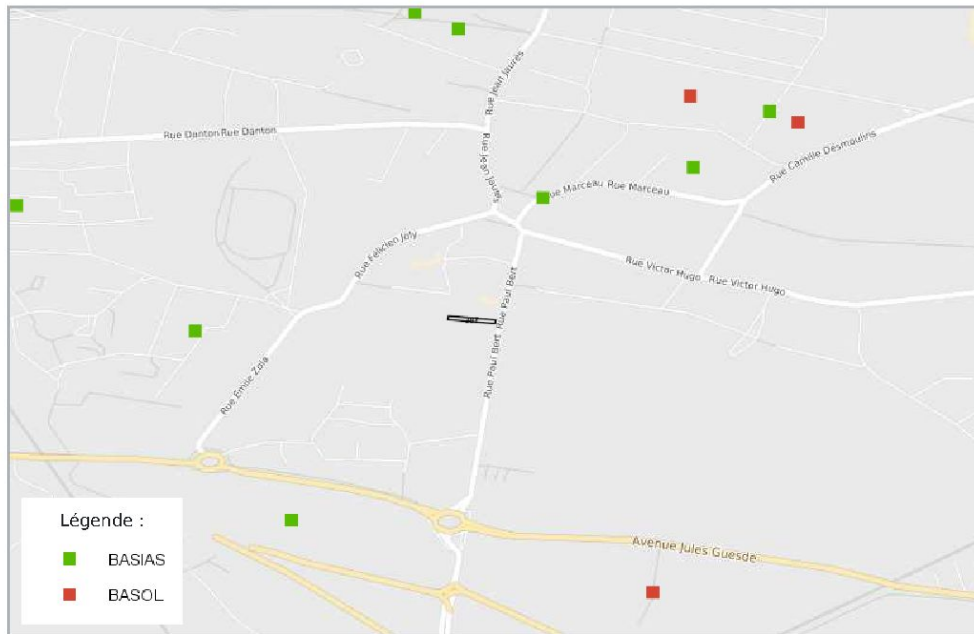 Rue Jean Jaurès
Rue Danton Rue Danton
Rue Jean Jaurès
Rue Camille Desmoulins
Rue Marceau Rue Marceau
Rue Félicien Joly
Rue Victor Hugo Rue Victor Hugo
Rue Paul Bert Rue Paul Bert
Rue Émile Zola
Avenue Jules Guesde
Légende :
BASIAS
BASOL